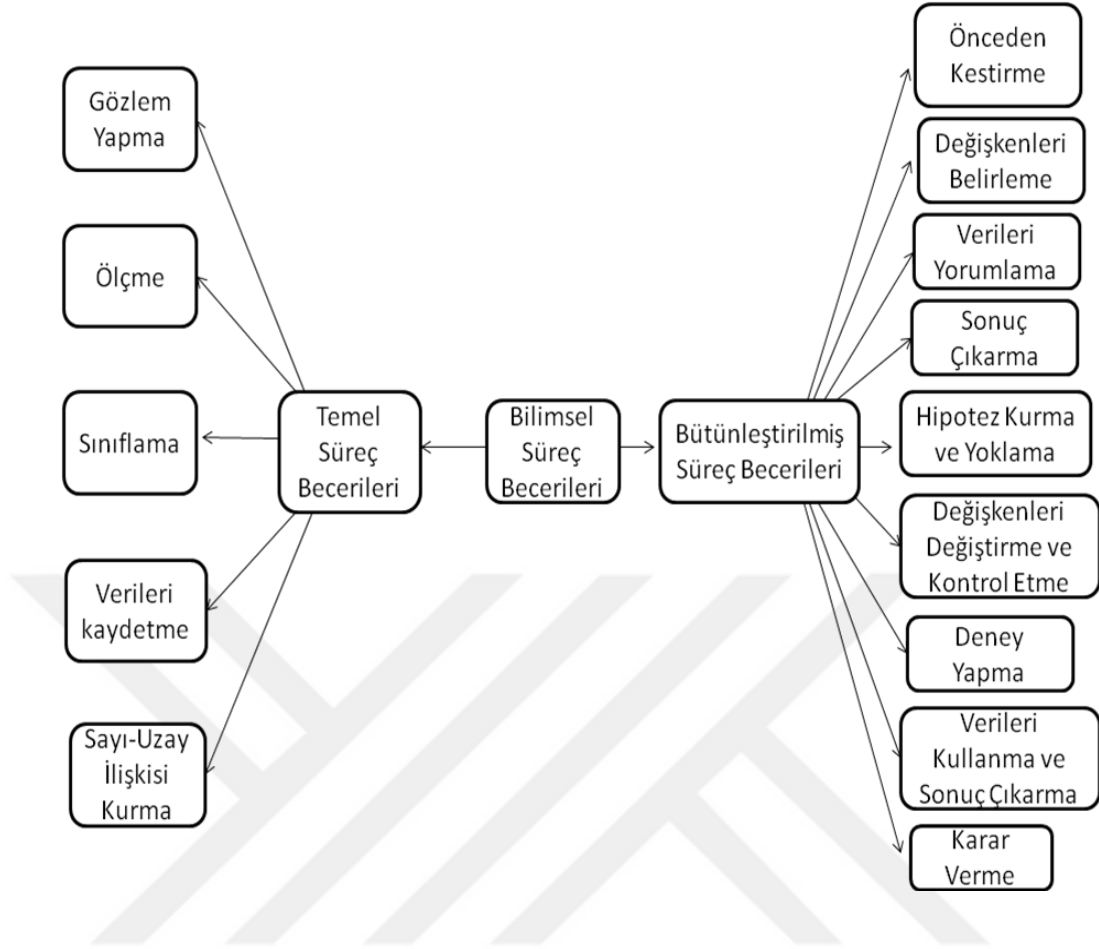 Gözlem
Yapma
Ölçme
Sınıflama
Verileri
kaydetme
Sayı-Uzay
İlişkisi
Kurma
Temel
Süreç
Becerileri
Bilimsel
Süreç
Becerileri
Bütünleştirilmiş
Süreç Becerileri
Önceden
Kestirme
Değişkenleri
Belirleme
Verileri
Yorumlama
Sonuç
Çıkarma
Hipotez Kurma
ve Yoklama
Değişkenleri
Değiştirme ve
Kontrol Etme
Deney
Yapma
Verileri
Kullanma ve
Sonuç Çıkarma
Karar
Verme